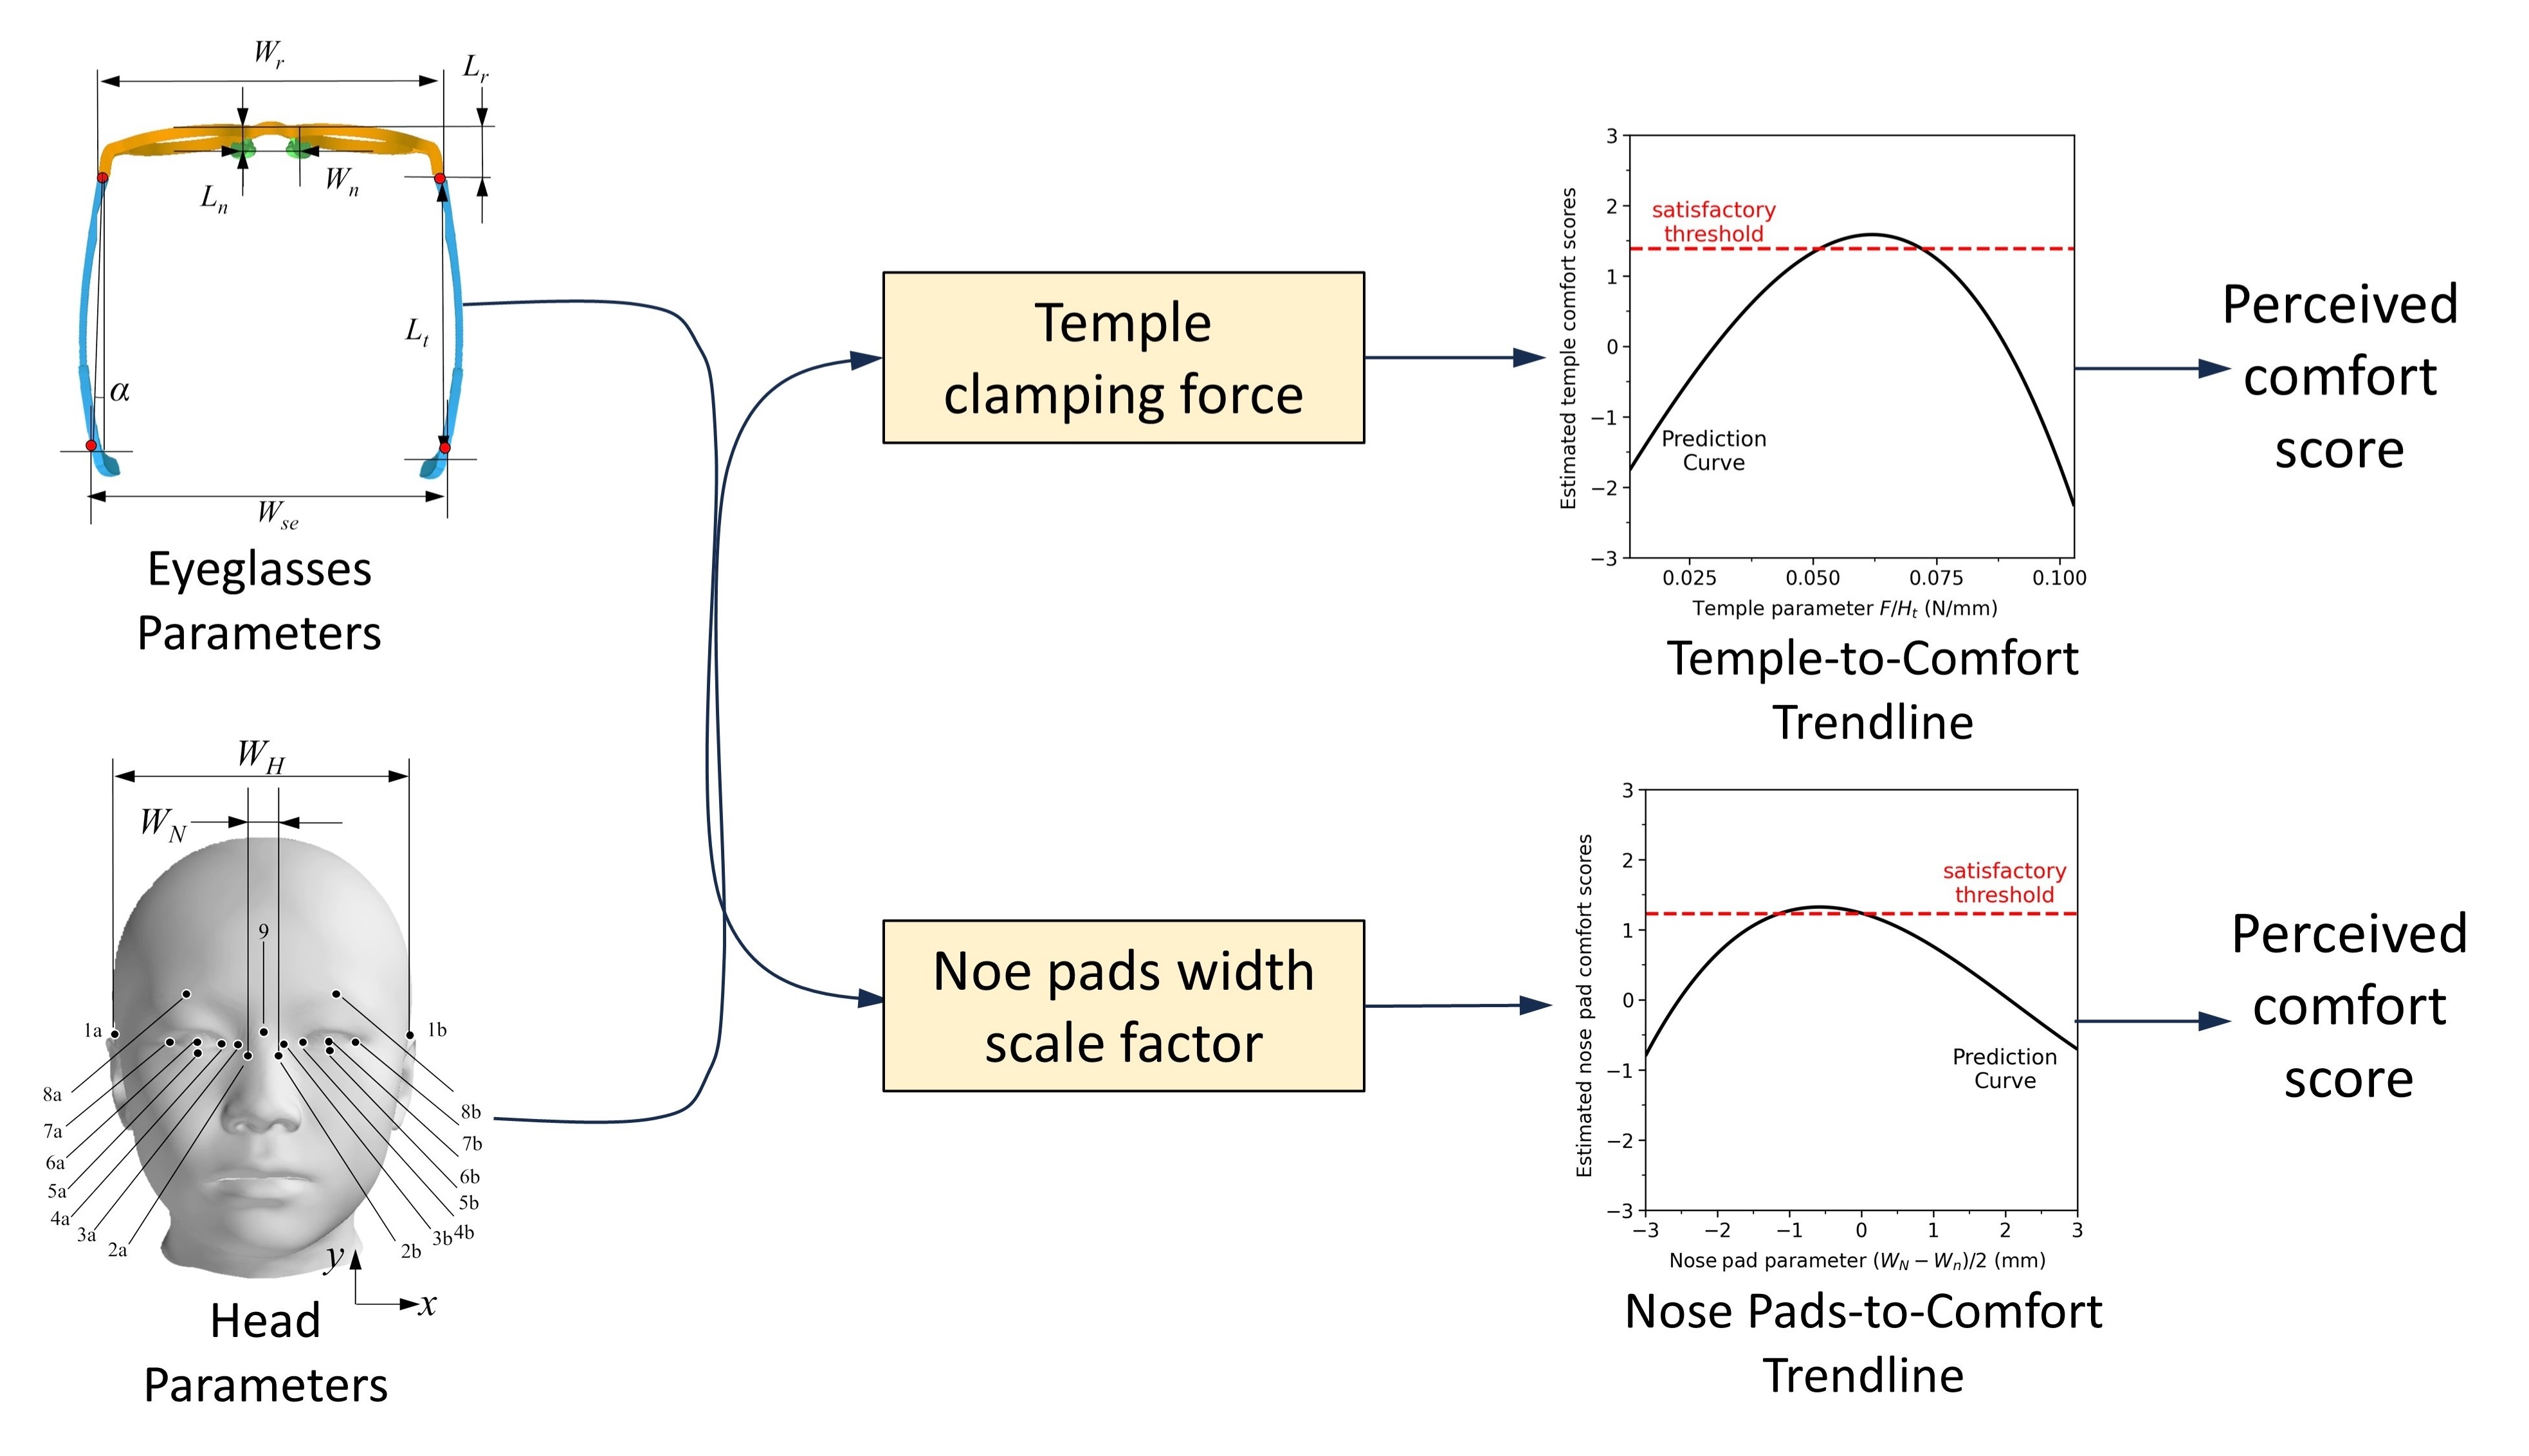 W_r
L_r
L_n
W_n
L_t
α
W_se
Eyeglasses
Parameters
W_H
W_N
9
1a
1b
8a
7a
6a
5a
4a
3a
2a
8b
7b
6b
5b
4b
3b
2b
y
x
Head
Parameters
Temple
clamping force
Noe pads width
scale factor
3
2
1
0
−1
−2
−3
Estimated temple comfort scores
satisfactory
threshold
Prediction
Curve
0.025 0.050 0.075 0.100
Temple parameter F/H_t (N/mm)
Temple-to-Comfort
Trendline
Perceived
comfort
score
3
2
1
0
−1
−2
−3
Estimated nose pad comfort scores
satisfactory
threshold
Prediction
Curve
−3 −2 −1 0 1 2 3
Nose pad parameter (W_N − W_n)/2 (mm)
Nose Pads-to-Comfort
Trendline
Perceived
comfort
score